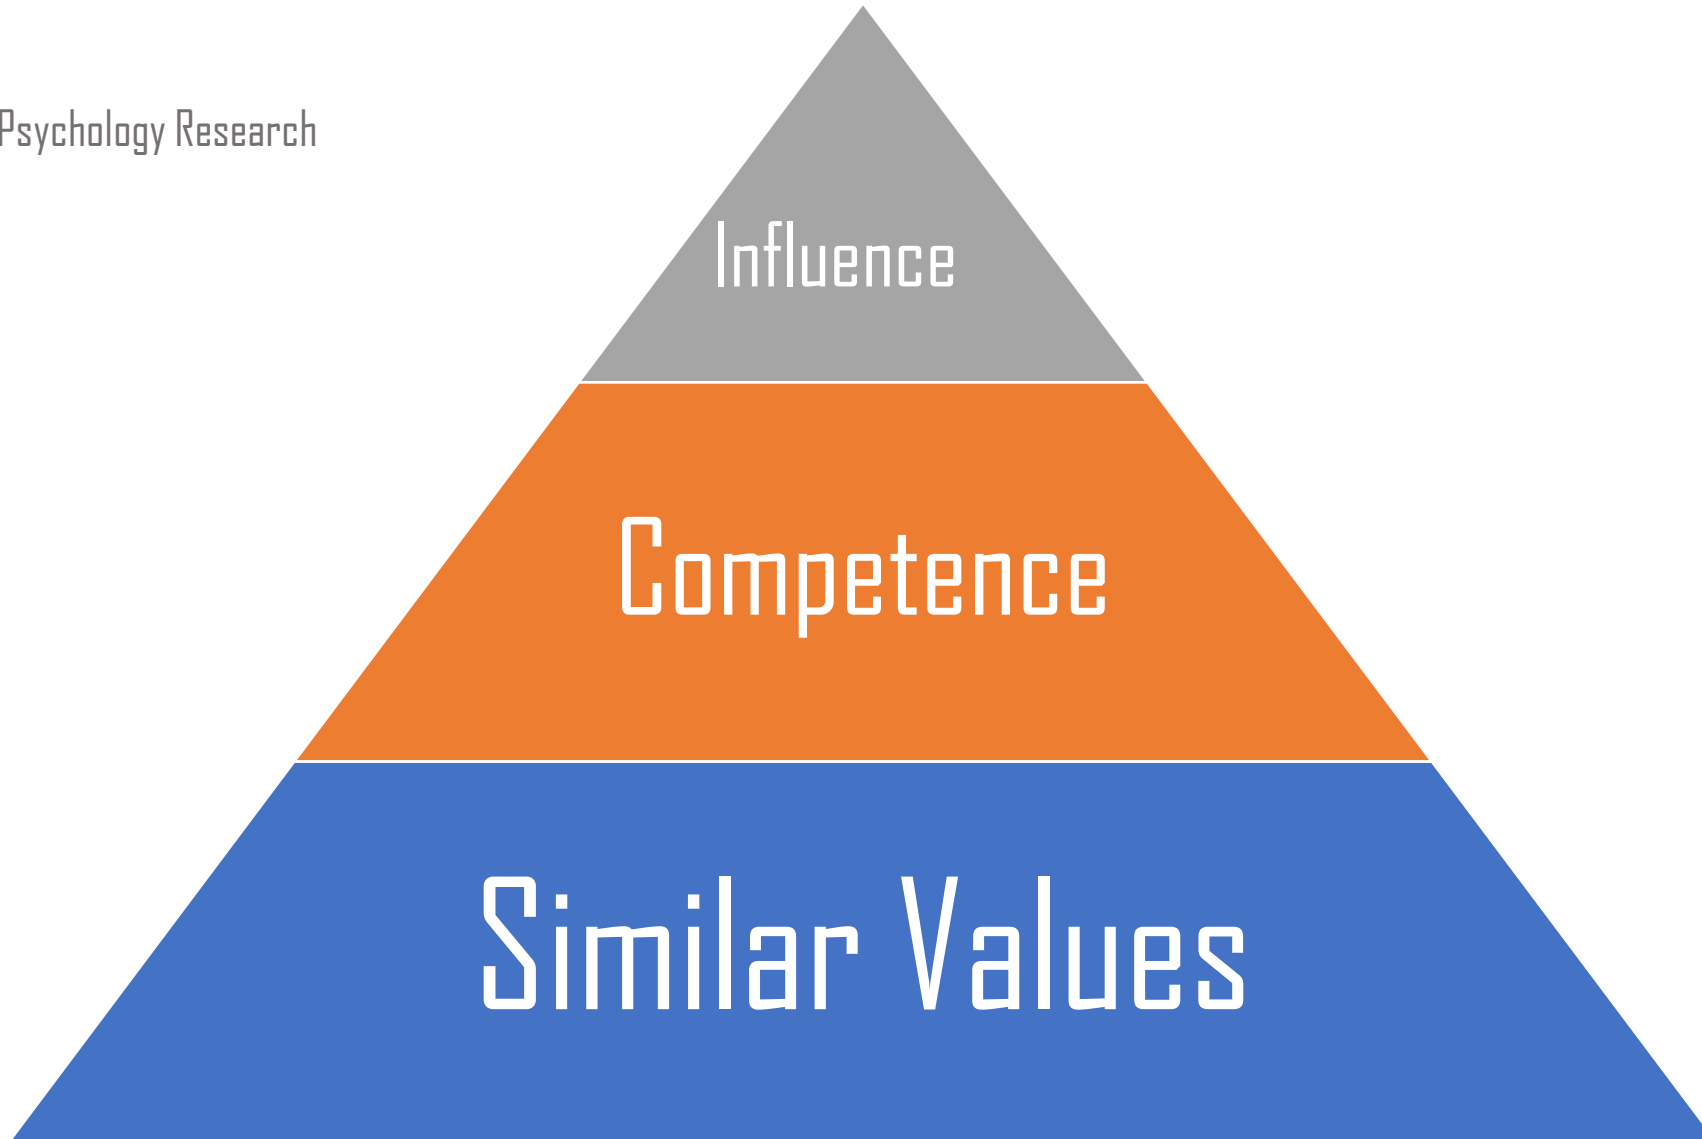 Psychology Research
Influence
Competence
Similar Values